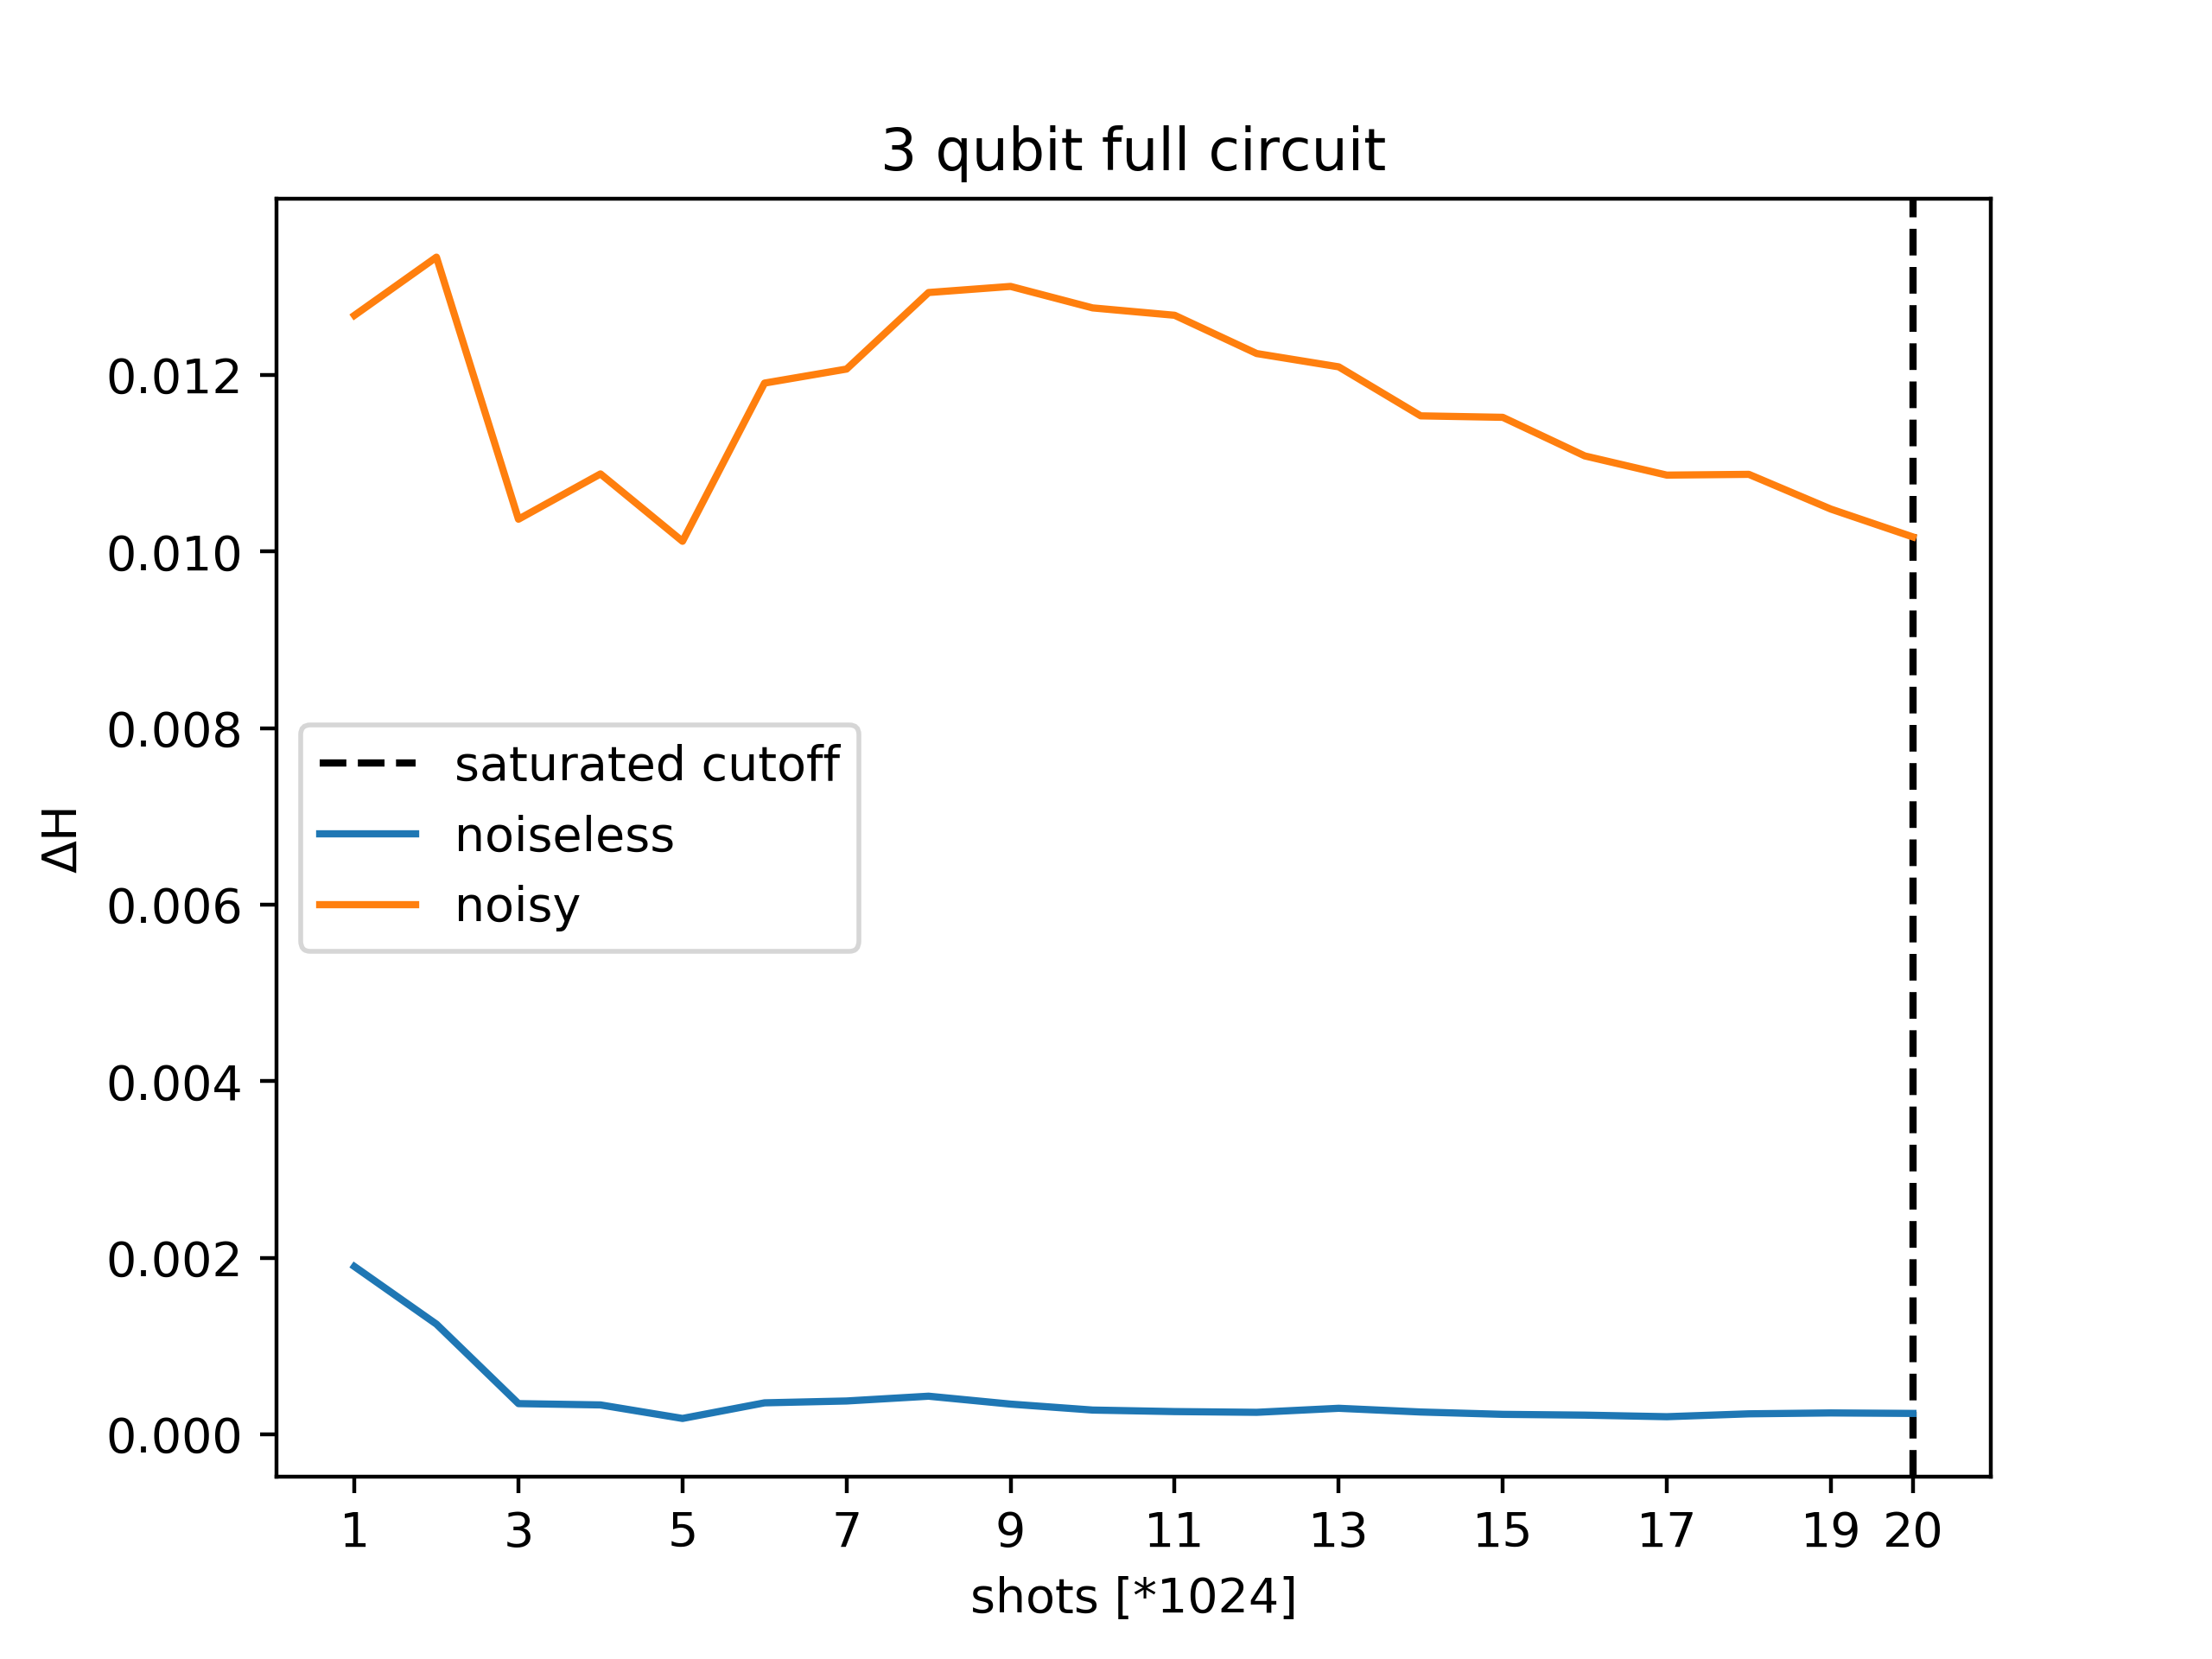 3 qubit full circuit
0.012
0.010
0.008
0.006
0.004
0.002
0.000
ΔH
saturated cutoff
noiseless
noisy
1 3 5 7 9 11 13 15 17 19 20
shots [*1024]